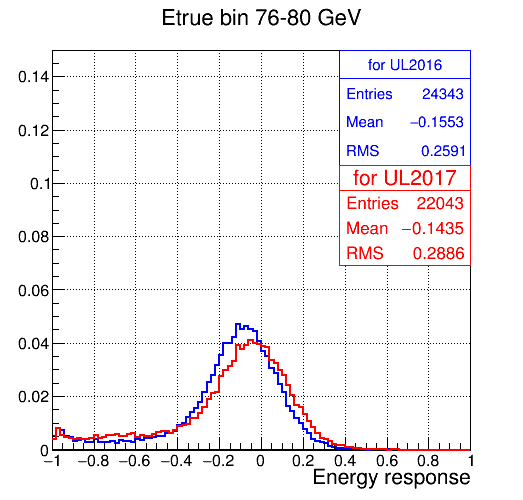 Etrue bin 76-80 GeV
for UL2016
Entries 24343
Mean −0.1553
RMS 0.2591
for UL2017
Entries 22043
Mean −0.1435
RMS 0.2886
0.14
0.12
0.1
0.08
0.06
0.04
0.02
0
−1 −0.8 −0.6 −0.4 −0.2 0 0.2 0.4 0.6 0.8 1
Energy response